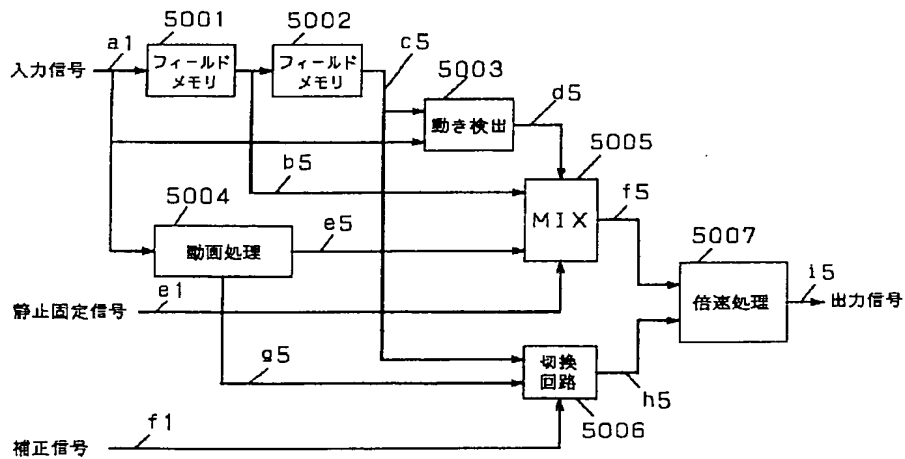 5001
5002
a1
c5
入力信号
フィールド
メモリ
フィールド
メモリ
5003
d5
動き検出
b5
5005
5004
MIX
f5
動画処理
e5
5007
i5
倍速処理
出力信号
静止固定信号
e1
g5
切換
回路
h5
5006
補正信号
f1